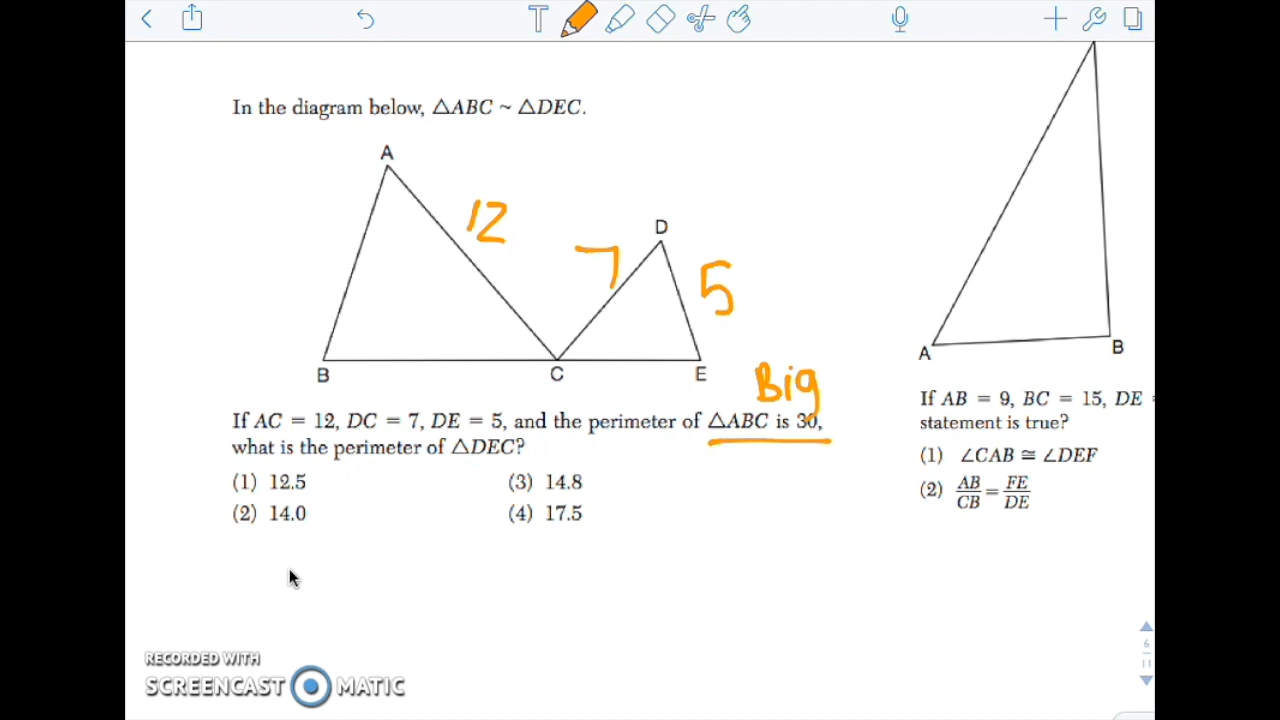 In the diagram below, △ABC ~ △DEC.
A
12
D
7
5
B
C
E
Big
If AC = 12, DC = 7, DE = 5, and the perimeter of △ABC is 30,
what is the perimeter of △DEC?
(1) 12.5 (3) 14.8
(2) 14.0 (4) 17.5
A
B
If AB = 9, BC = 15, DE =
statement is true?
(1) ∠CAB ≅ ∠DEF
(2) AB/CB = FE/DE
6
11
RECORDED WITH
SCREENCAST MATIC